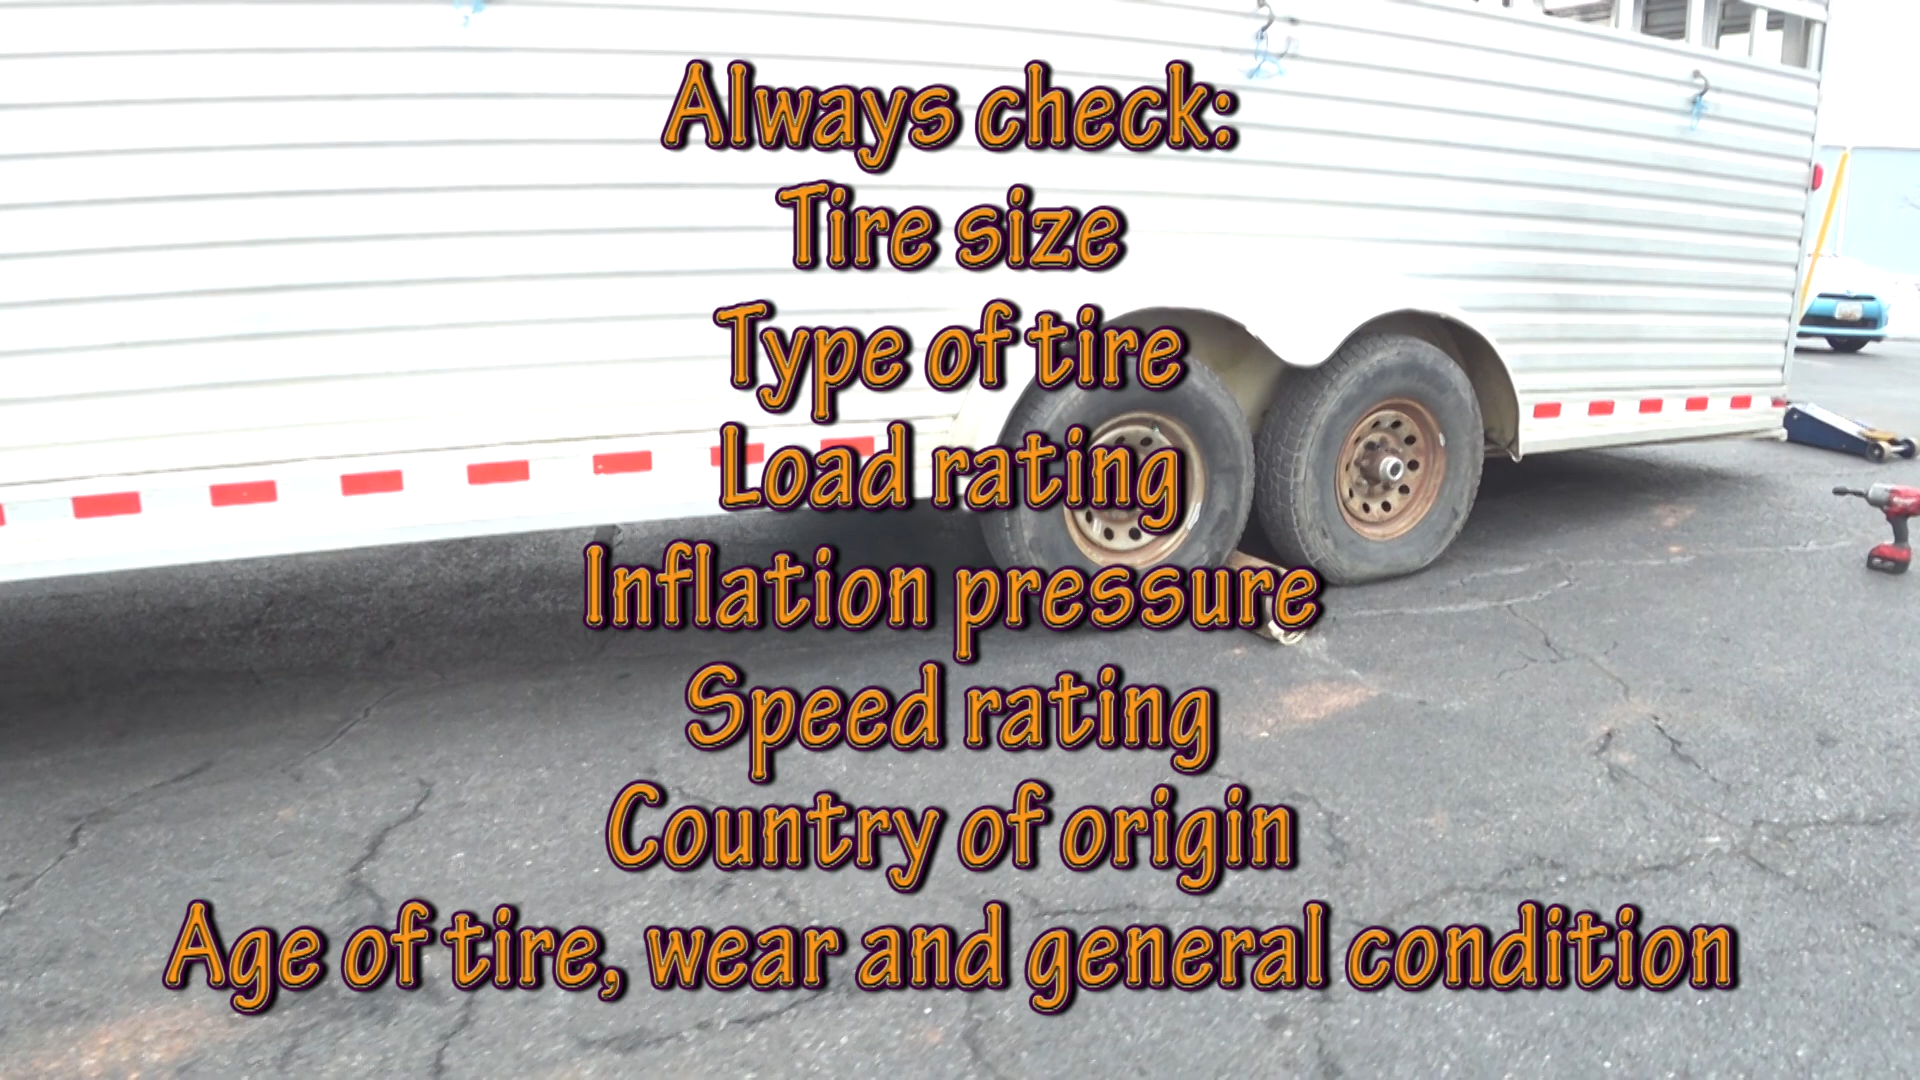 Always check:
Tire size
Type of tire
Load rating
Inflation pressure
Speed rating
Country of origin
Age of tire, wear and general condition